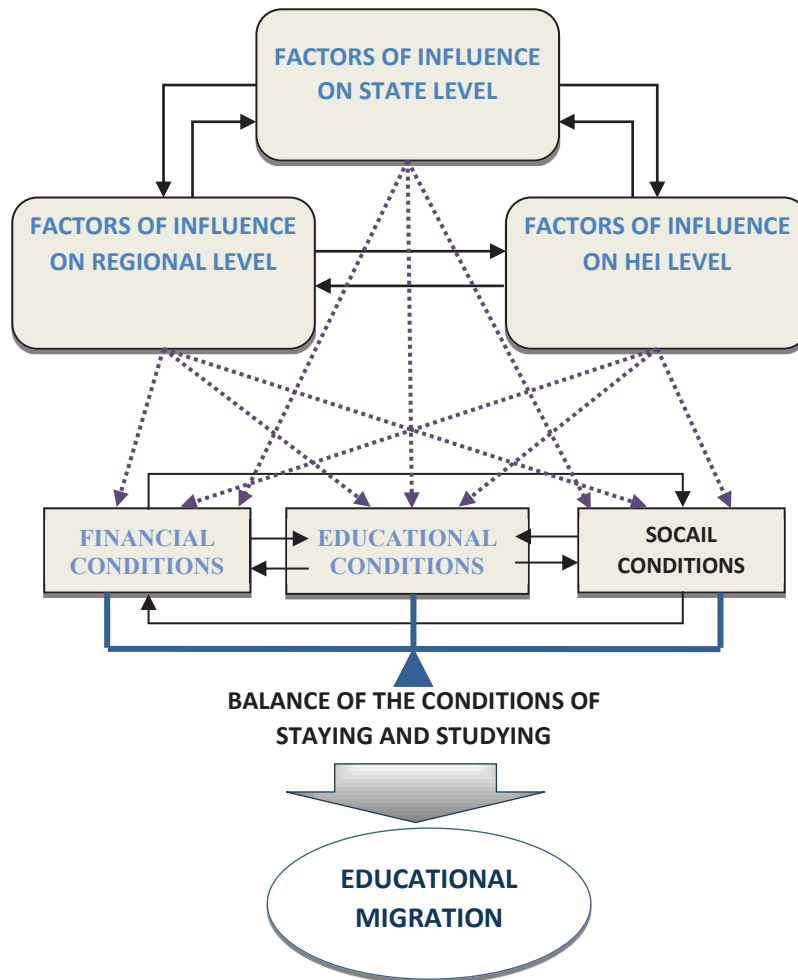 FACTORS OF INFLUENCE
ON STATE LEVEL
FACTORS OF INFLUENCE
ON REGIONAL LEVEL
FACTORS OF INFLUENCE
ON HEI LEVEL
FINANCIAL
CONDITIONS
EDUCATIONAL
CONDITIONS
SOCAIL
CONDITIONS
BALANCE OF THE CONDITIONS OF
STAYING AND STUDYING
EDUCATIONAL
MIGRATION